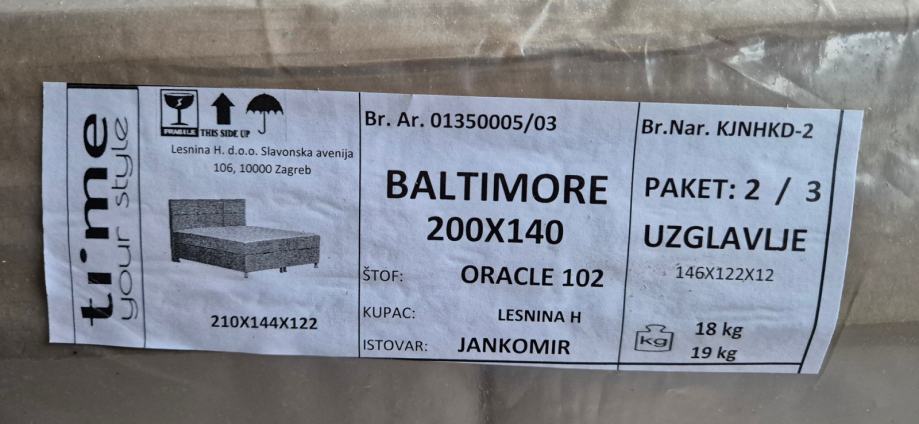 ti'me
your style
FRAGILE THIS SIDE UP
Lesnina H. d.o.o. Slavonska avenija
106, 10000 Zagreb
210X144X122
Br. Ar. 01350005/03
BALTIMORE
200X140
ŠTOF: ORACLE 102
KUPAC: LESNINA H
ISTOVAR: JANKOMIR
Br.Nar. KJNHKD-2
PAKET: 2 / 3
UZGLAVLJE
146X122X12
kg 18 kg
19 kg